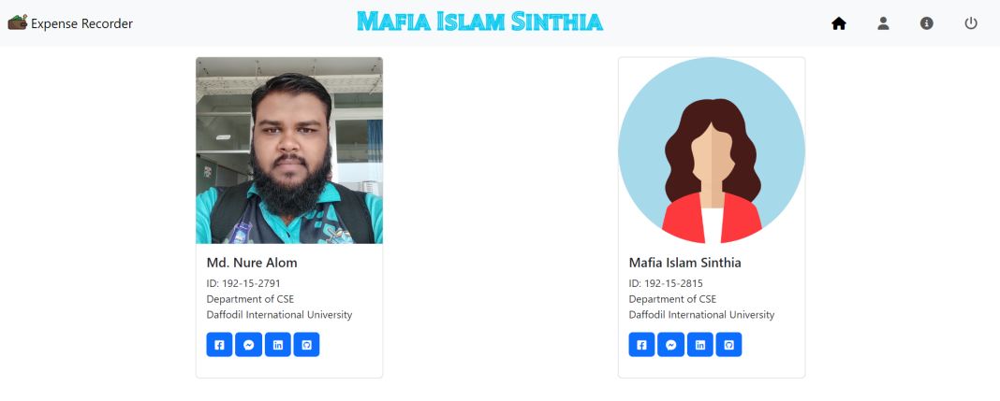 Expense Recorder
Mafia Islam Sinthia
Md. Nure Alom
ID: 192-15-2791
Department of CSE
Daffodil International University
Mafia Islam Sinthia
ID: 192-15-2815
Department of CSE
Daffodil International University